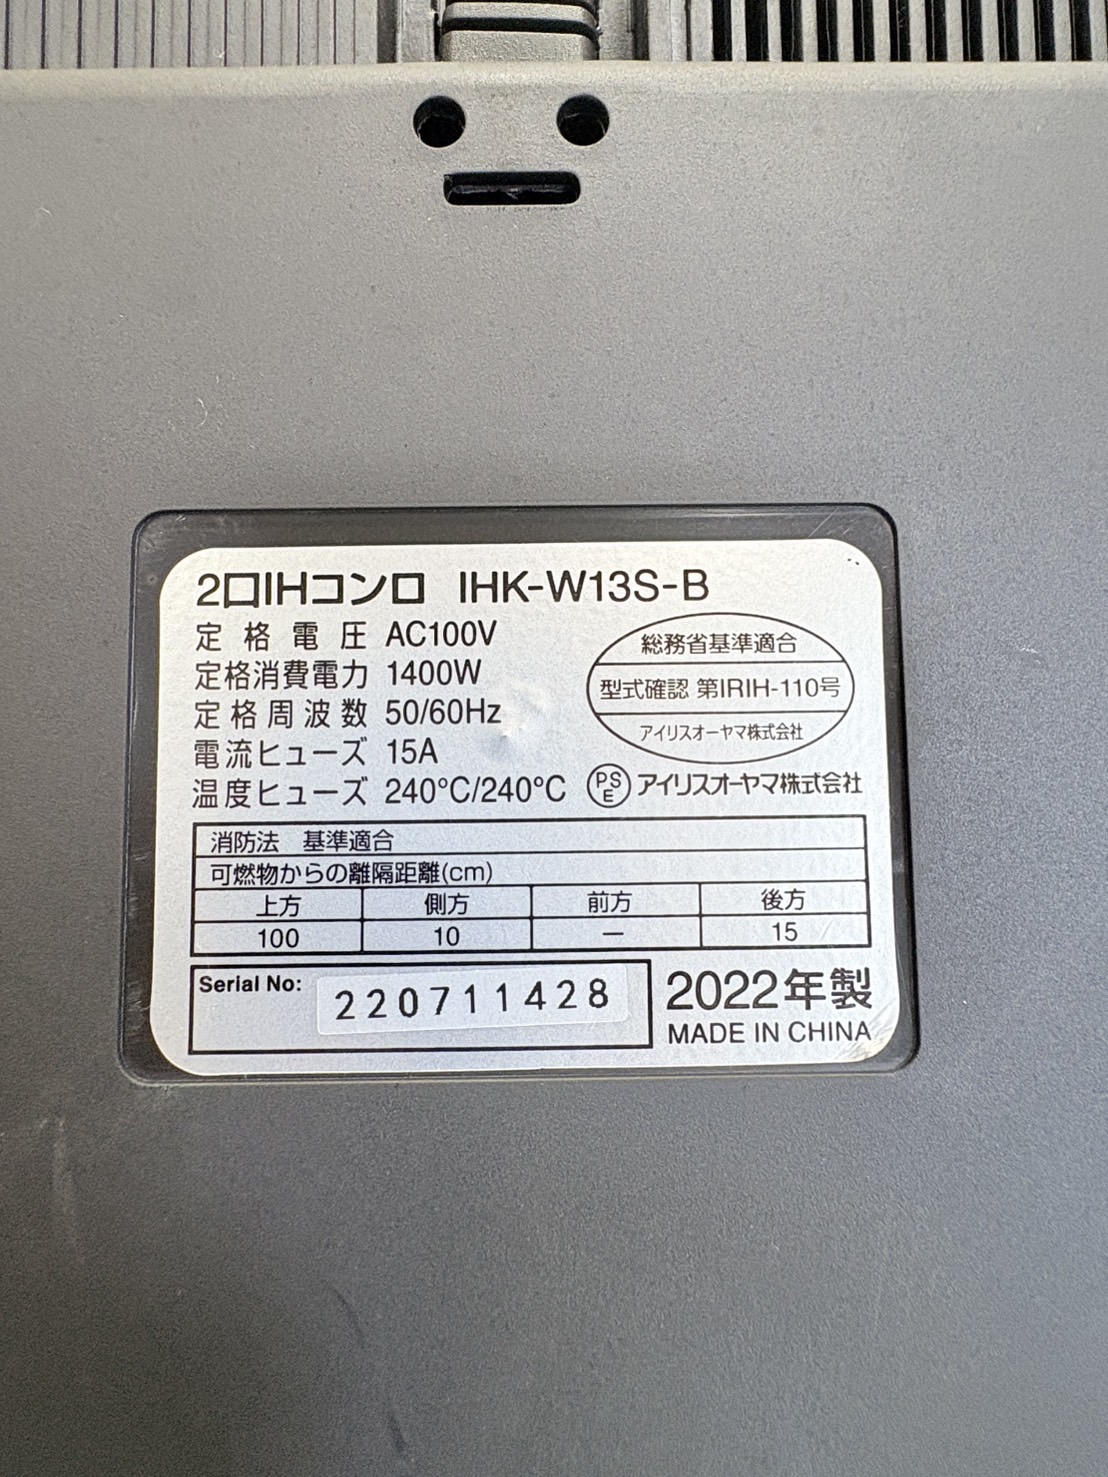 2口IHコンロ IHK-W13S-B
定格電圧 AC100V
定格消費電力 1400W
定格周波数 50/60Hz
電流ヒューズ 15A
温度ヒューズ 240℃/240℃
総務省基準適合
型式確認 第IRIH-110号
アイリスオーヤマ株式会社
PSE アイリスオーヤマ株式会社
消防法 基準適合
可燃物からの離隔距離(cm)
上方 側方 前方 後方
100 10 — 15
Serial No: 220711428
2022年製
MADE IN CHINA